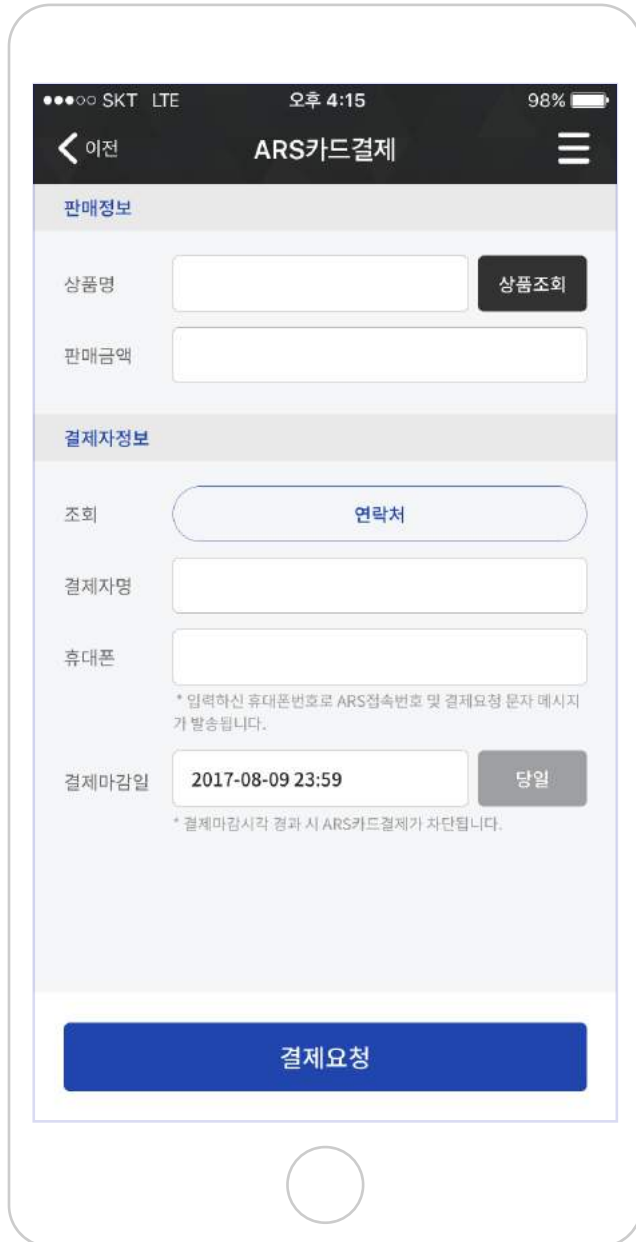 SKT LTE 오후 4:15 98%
이전 ARS카드결제
판매정보
상품명 상품조회
판매금액
결제자정보
조회 연락처
결제자명
휴대폰
* 입력하신 휴대폰번호로 ARS접속번호 및 결제요청 문자 메시지
가 발송됩니다.
결제마감일 2017-08-09 23:59 당일
* 결제마감시각 경과 시 ARS카드결제가 차단됩니다.
결제요청